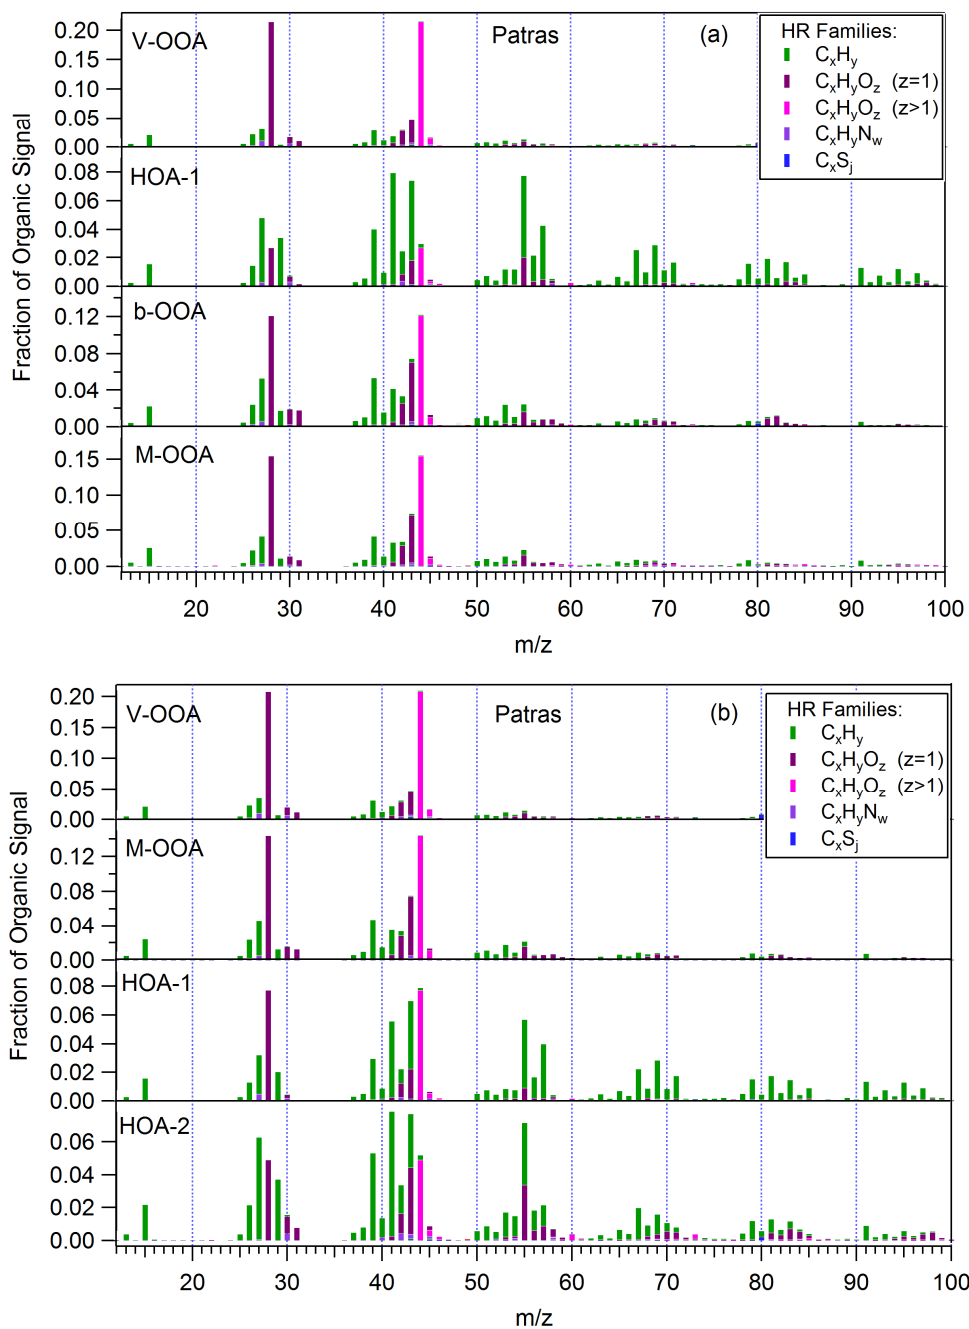 V-OOA
Patras
(a)
HR Families:
CxHy
CxHyOz (z=1)
CxHyOz (z>1)
CxHyNw
CxSj
0.20
0.15
0.10
0.05
0.00
HOA-1
0.08
0.06
0.04
0.02
0.00
b-OOA
0.12
0.08
0.04
0.00
M-OOA
0.15
0.10
0.05
0.00
Fraction of Organic Signal
20 30 40 50 60 70 80 90 100
m/z
V-OOA
Patras
(b)
HR Families:
CxHy
CxHyOz (z=1)
CxHyOz (z>1)
CxHyNw
CxSj
0.20
0.15
0.10
0.05
0.00
M-OOA
0.12
0.08
0.04
0.00
HOA-1
0.08
0.06
0.04
0.02
0.00
HOA-2
0.06
0.04
0.02
0.00
Fraction of Organic Signal
20 30 40 50 60 70 80 90 100
m/z